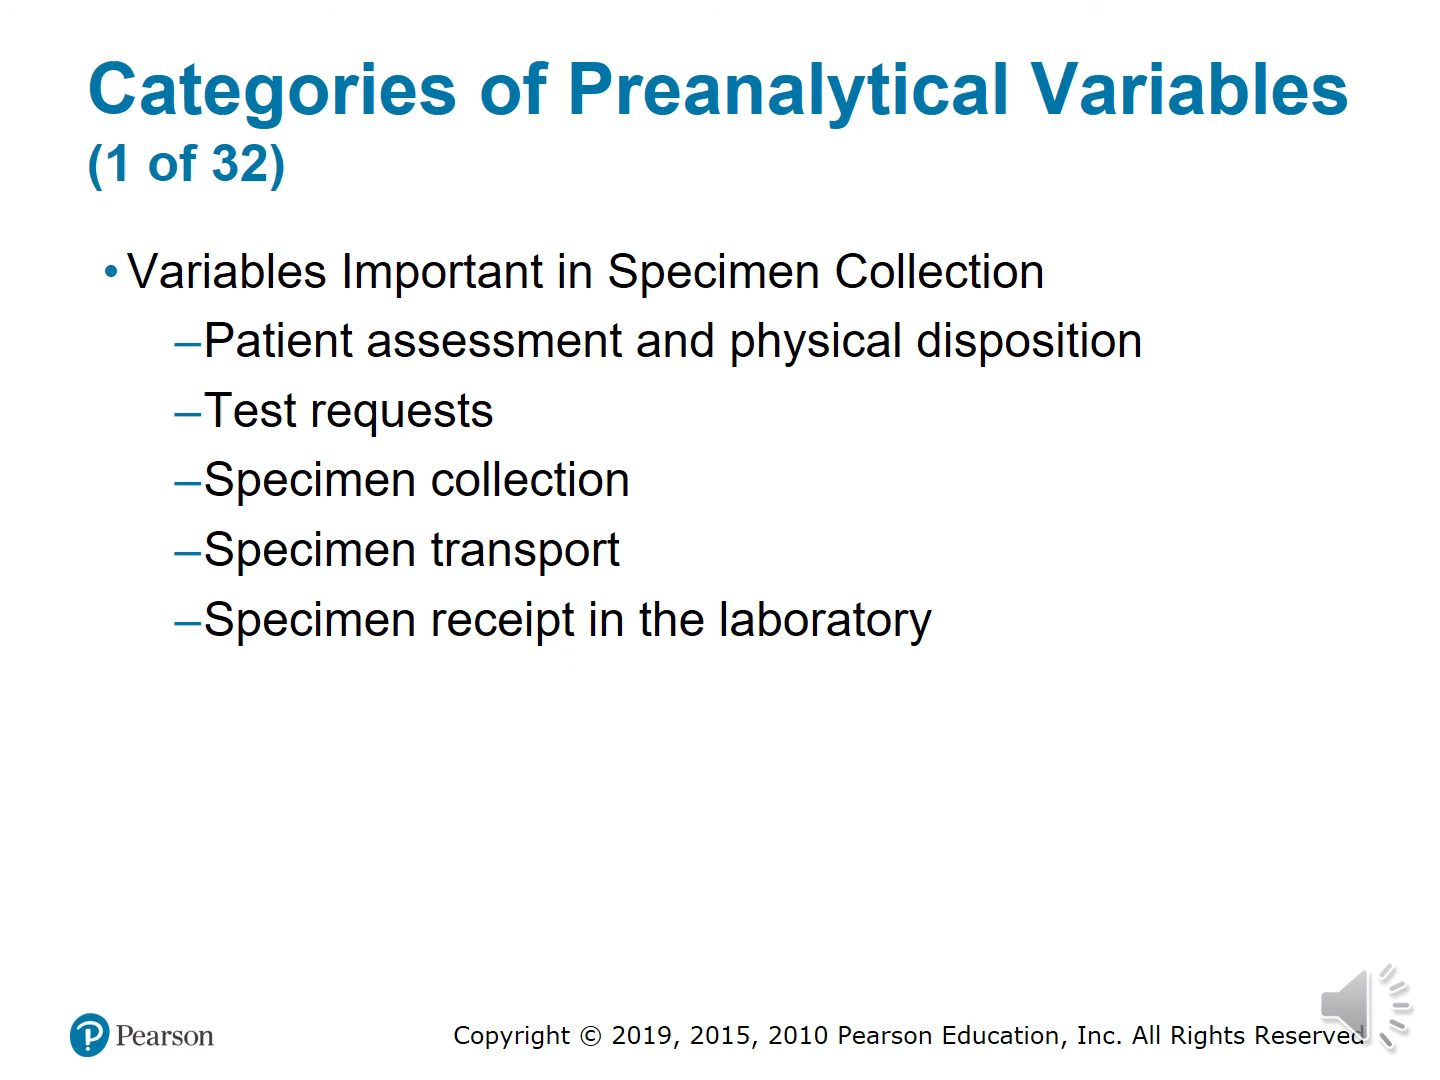 Categories of Preanalytical Variables
(1 of 32)
• Variables Important in Specimen Collection
–Patient assessment and physical disposition
–Test requests
–Specimen collection
–Specimen transport
–Specimen receipt in the laboratory
Pearson
Copyright © 2019, 2015, 2010 Pearson Education, Inc. All Rights Reserved